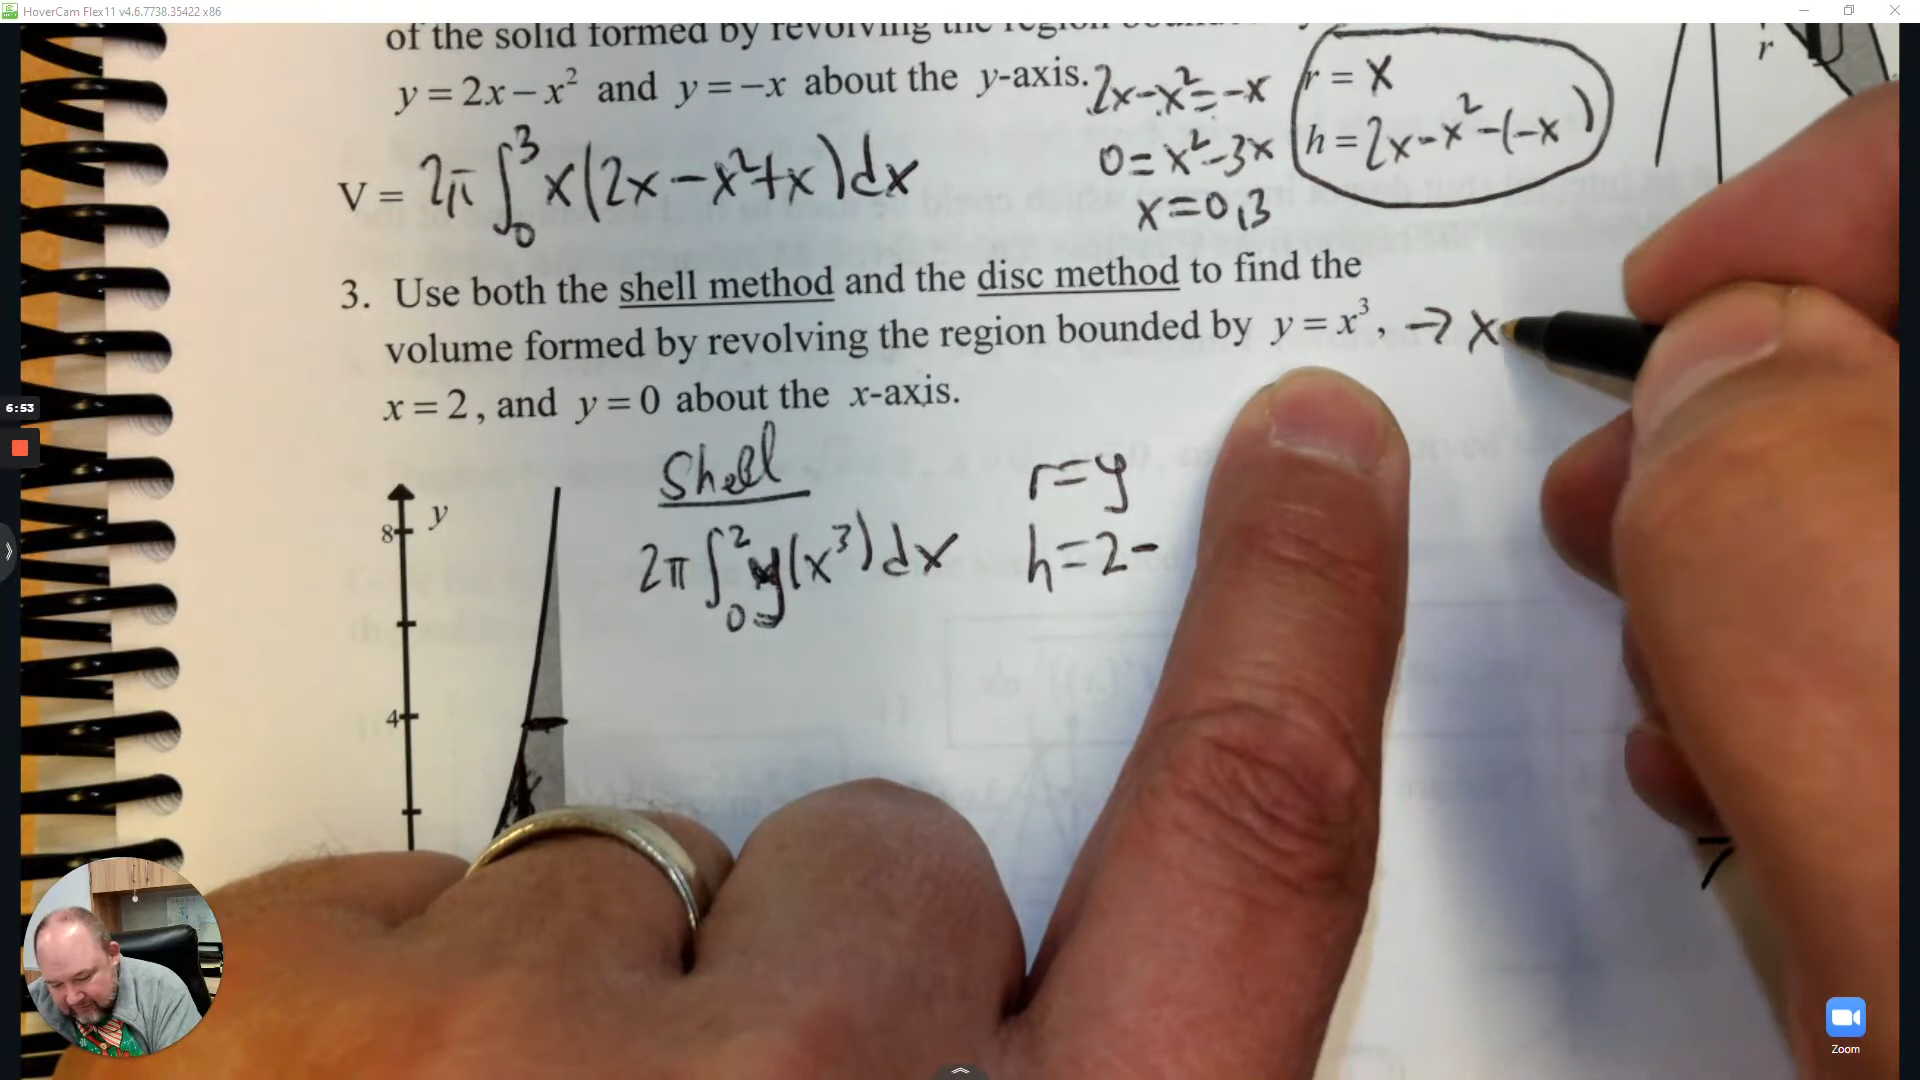 HoverCam Flex11 v4.6.7738.35422 x86
of the solid formed by revolving the region
y = 2x − x² and y = −x about the y-axis. 2x−x²=−x
r = x
h = 2x−x²−(−x)
0=x²−3x
x=0,3
V = 2π∫₀³ x(2x−x²+x)dx
r
3. Use both the shell method and the disc method to find the
volume formed by revolving the region bounded by y = x³, → x
x = 2, and y = 0 about the x-axis.
6:53
Shell
r=y
2π∫₀² y(x³)dx
h=2−
8
y
4
Zoom